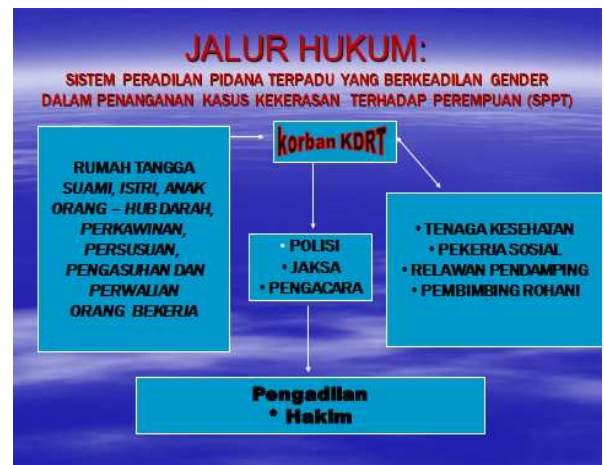 JALUR HUKUM:
SISTEM PERADILAN PIDANA TERPADU YANG BERKEADILAN GENDER
DALAM PENANGANAN KASUS KEKERASAN TERHADAP PEREMPUAN (SPPT)
korban KDRT
RUMAH TANGGA
SUAMI, ISTRI, ANAK
ORANG – HUB DARAH,
PERKAWINAN,
PERSUSUAN,
PENGASUHAN DAN
PERWALIAN
ORANG BEKERJA
• POLISI
• JAKSA
• PENGACARA
• TENAGA KESEHATAN
• PEKERJA SOSIAL
• RELAWAN PENDAMPING
• PEMBIMBING ROHANI
Pengadilan
* Hakim